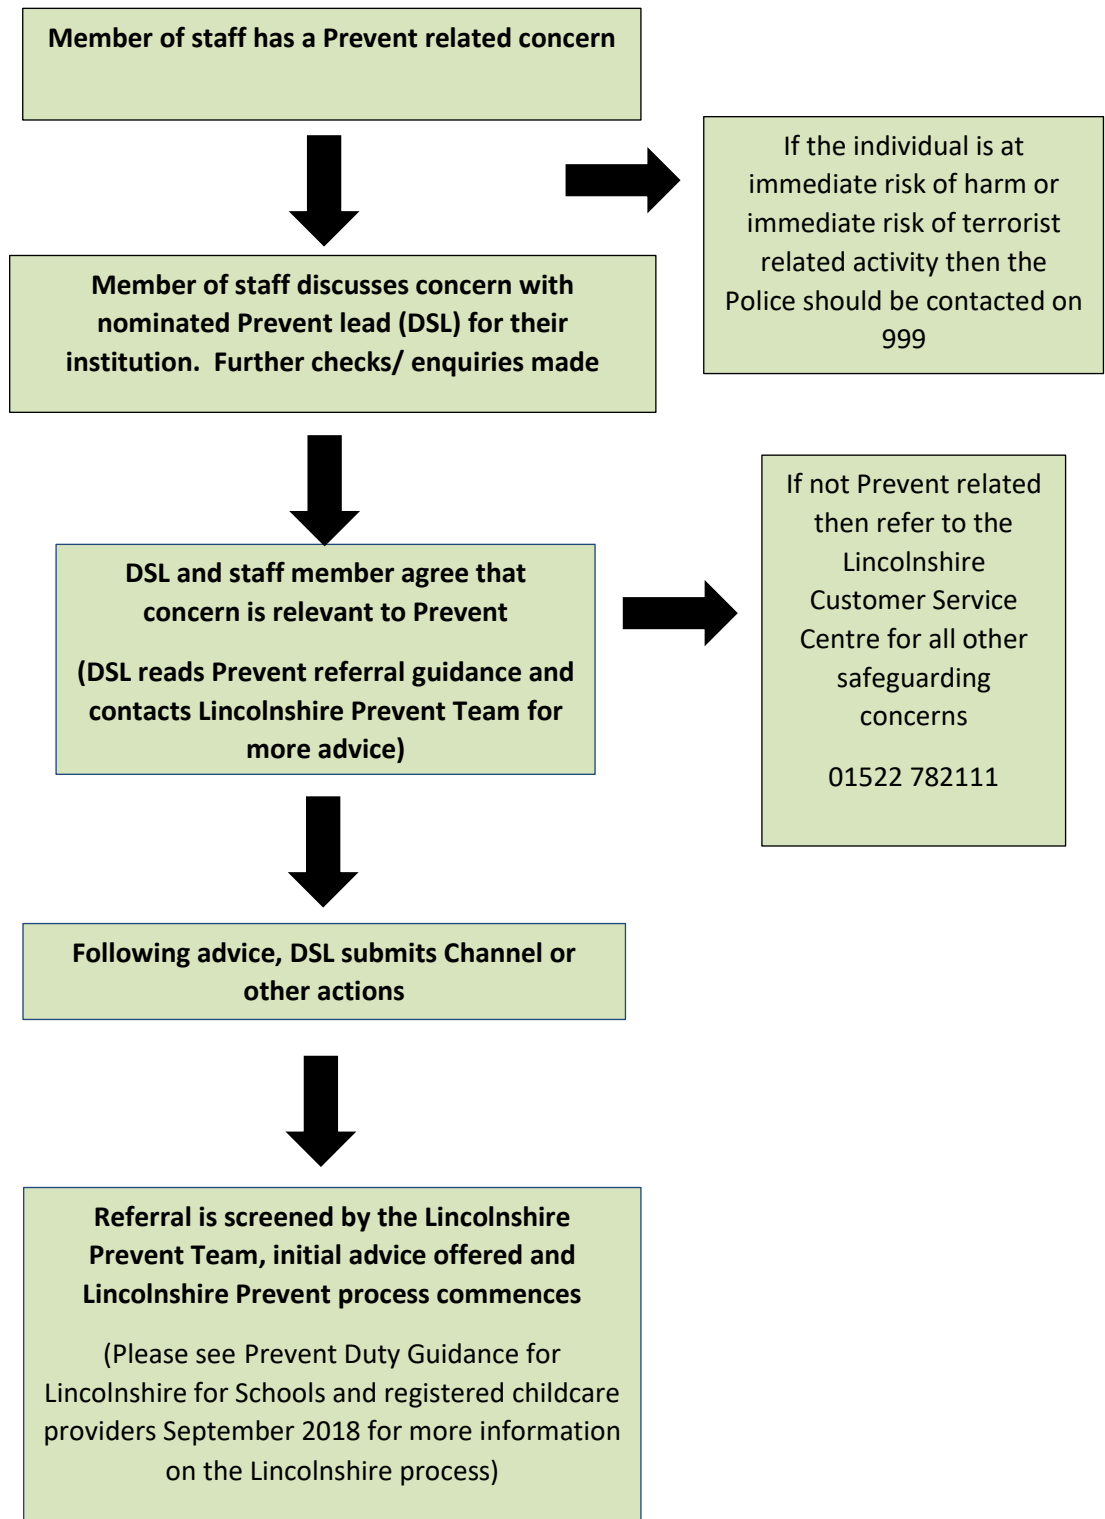 Member of staff has a Prevent related concern
If the individual is at
immediate risk of harm or
immediate risk of terrorist
related activity then the
Police should be contacted on
999
Member of staff discusses concern with
nominated Prevent lead (DSL) for their
institution.  Further checks/ enquiries made
If not Prevent related
then refer to the
Lincolnshire
Customer Service
Centre for all other
safeguarding
concerns
01522 782111
DSL and staff member agree that
concern is relevant to Prevent
(DSL reads Prevent referral guidance and
contacts Lincolnshire Prevent Team for
more advice)
Following advice, DSL submits Channel or
other actions
Referral is screened by the Lincolnshire
Prevent Team, initial advice offered and
Lincolnshire Prevent process commences
(Please see Prevent Duty Guidance for
Lincolnshire for Schools and registered childcare
providers September 2018 for more information
on the Lincolnshire process)